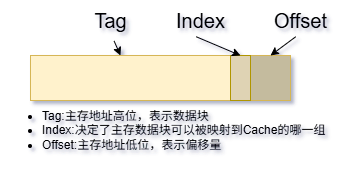 Tag Index Offset
Tag:主存地址高位，表示数据块
Index:决定了主存数据块可以被映射到Cache的哪一组
Offset:主存地址低位，表示偏移量